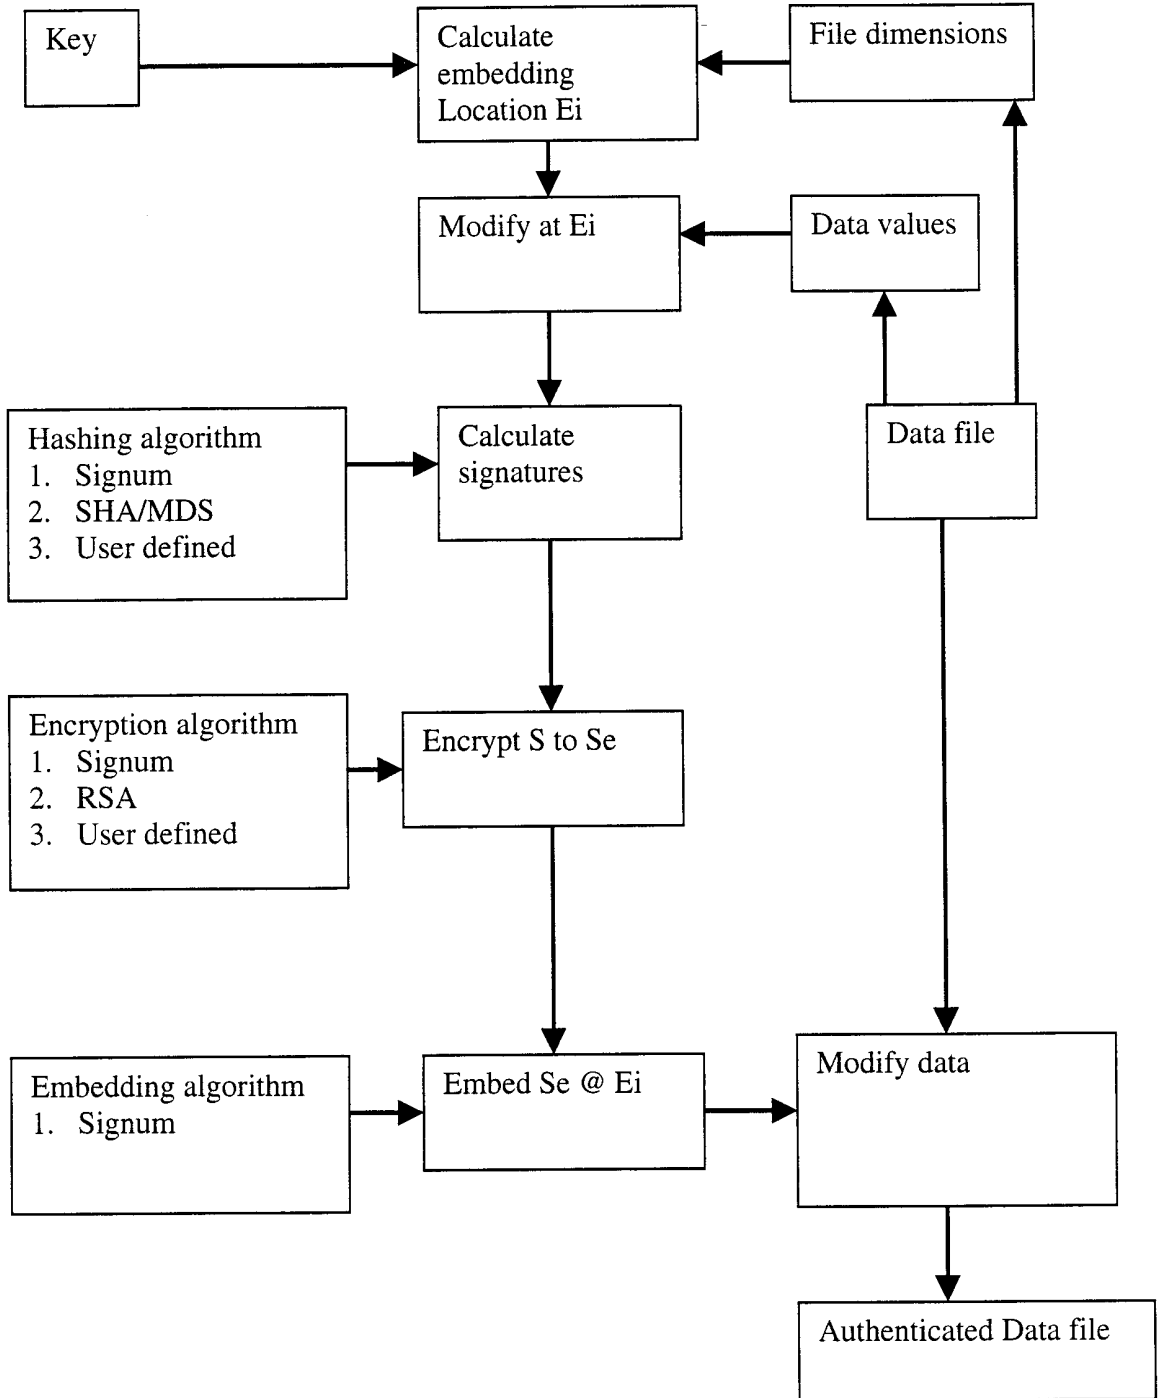 Key
Calculate
embedding
Location Ei
File dimensions
Modify at Ei
Data values
Hashing algorithm
1. Signum
2. SHA/MDS
3. User defined
Calculate
signatures
Data file
Encryption algorithm
1. Signum
2. RSA
3. User defined
Encrypt S to Se
Embedding algorithm
1. Signum
Embed Se @ Ei
Modify data
Authenticated Data file